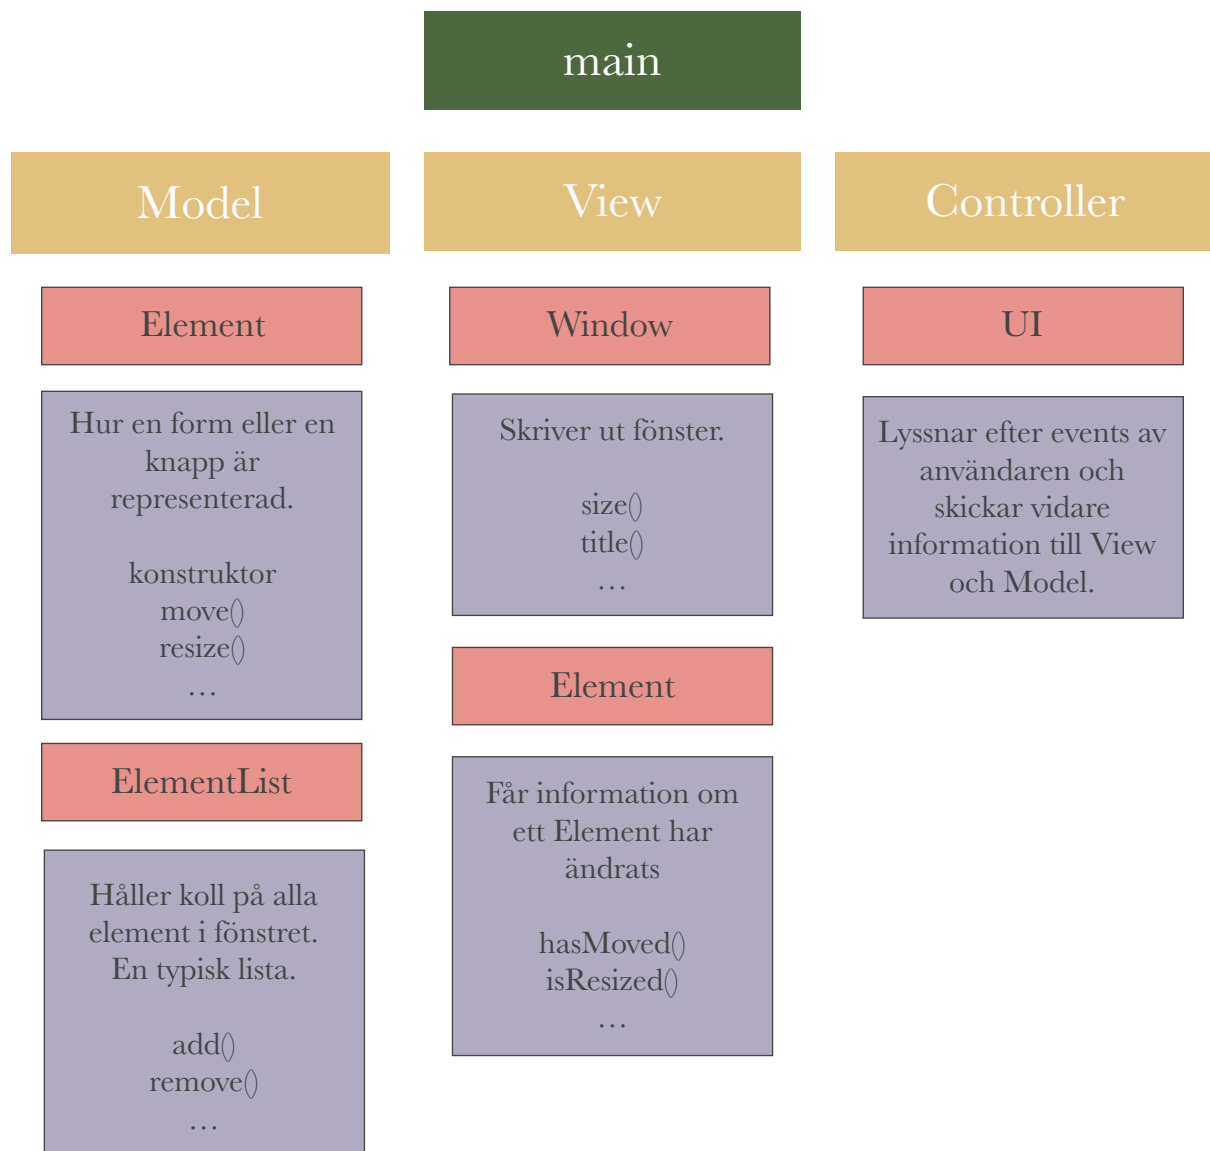 main
Model
View
Controller
Element
Hur en form eller en
knapp är
representerad.
konstruktor
move()
resize()
…
ElementList
Håller koll på alla
element i fönstret.
En typisk lista.
add()
remove()
…
Window
Skriver ut fönster.
size()
title()
…
Element
Får information om
ett Element har
ändrats
hasMoved()
isResized()
…
UI
Lyssnar efter events av
användaren och
skickar vidare
information till View
och Model.